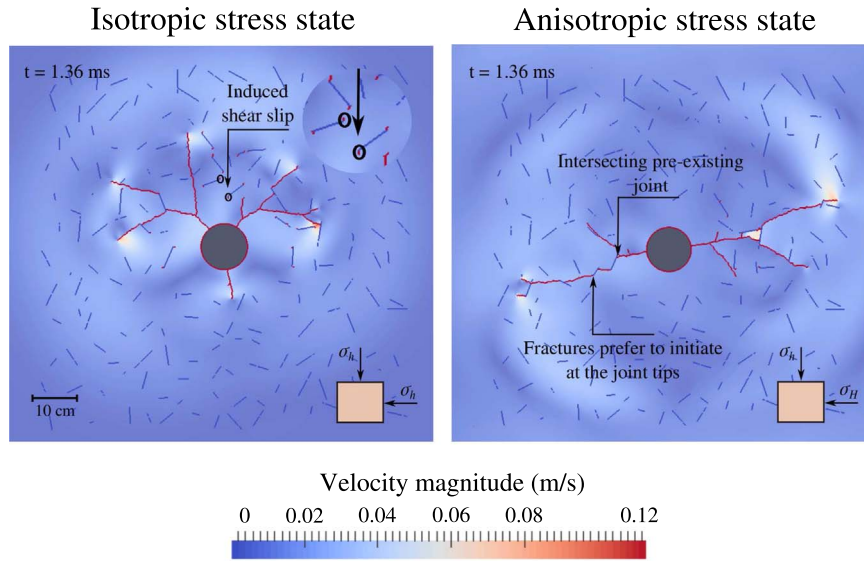 Isotropic stress state
Anisotropic stress state
t = 1.36 ms
Induced
shear slip
O
O
O
O
10 cm
σh
σh
t = 1.36 ms
Intersecting pre-existing
joint
Fractures prefer to initiate
at the joint tips
σh
σH
Velocity magnitude (m/s)
0 0.02 0.04 0.06 0.08 0.12